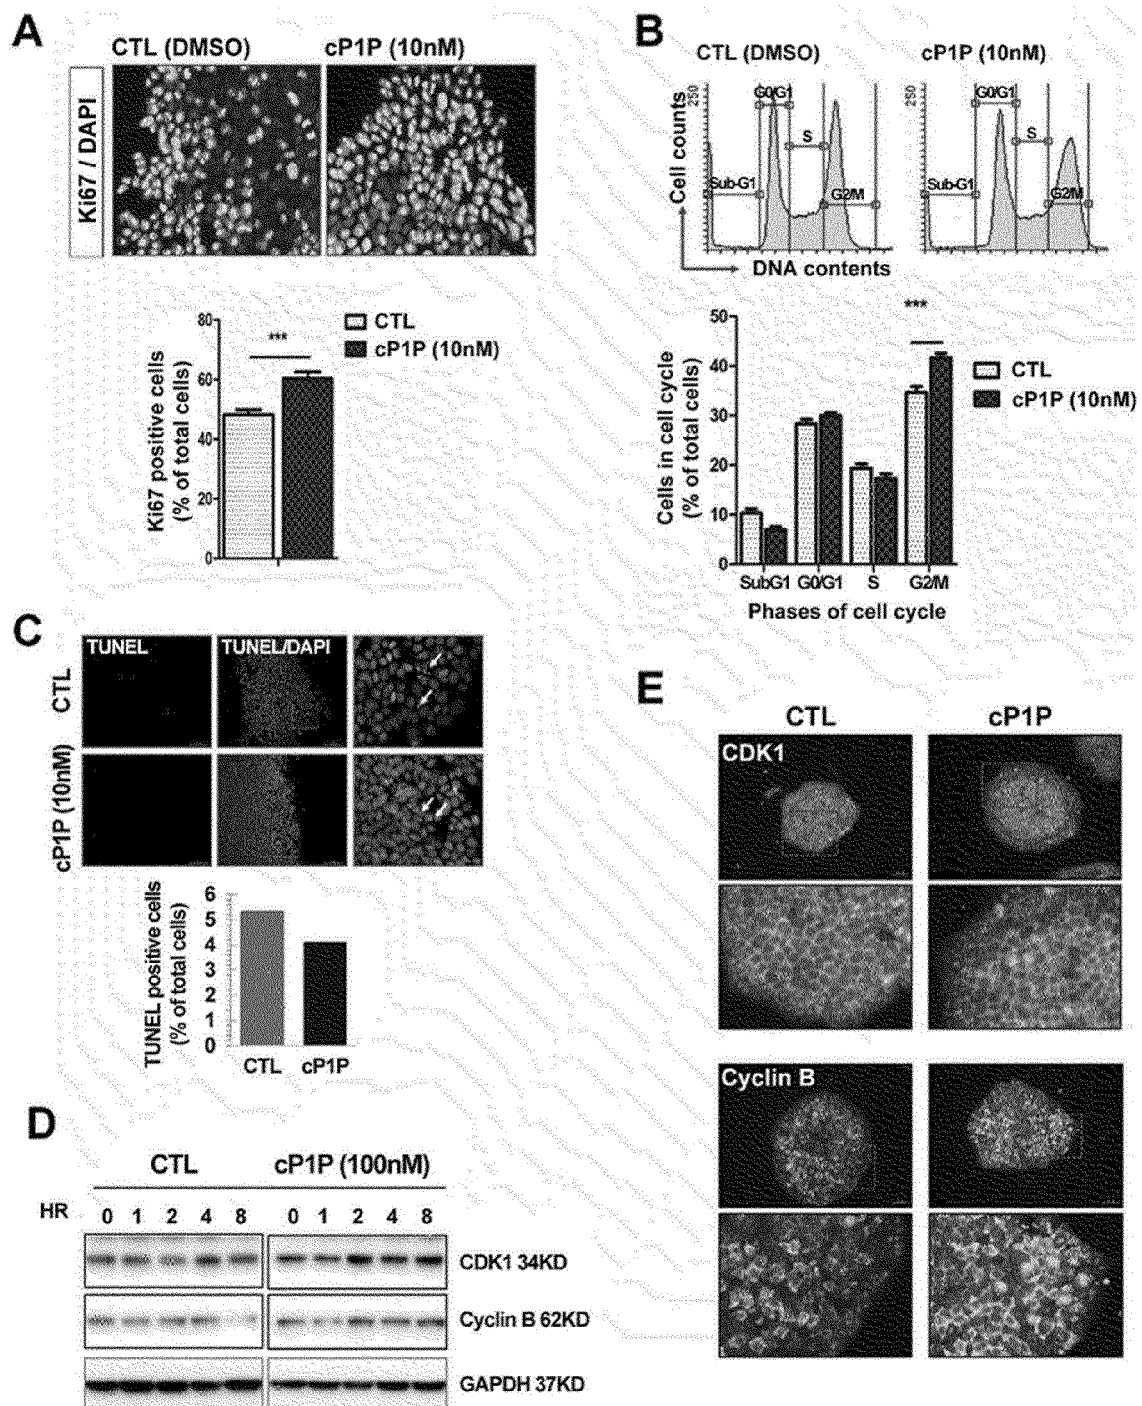 A
CTL (DMSO)
cP1P (10nM)
Ki67 / DAPI
Ki67 positive cells
(% of total cells)
80
60
40
20
0
***
CTL
cP1P (10nM)
B
CTL (DMSO)
cP1P (10nM)
Cell counts
250
G0/G1
S
Sub-G1
G2/M
250
G0/G1
S
Sub-G1
G2/M
DNA contents
Cells in cell cycle
(% of total cells)
50
40
30
20
10
0
***
CTL
cP1P (10nM)
SubG1 G0/G1 S G2/M
Phases of cell cycle
C
TUNEL
TUNEL/DAPI
CTL
cP1P (10nM)
TUNEL positive cells
(% of total cells)
6
5
4
3
2
1
0
CTL cP1P
D
CTL cP1P (100nM)
HR 0 1 2 4 8 0 1 2 4 8
CDK1 34KD
Cyclin B 62KD
GAPDH 37KD
E
CTL cP1P
CDK1
Cyclin B